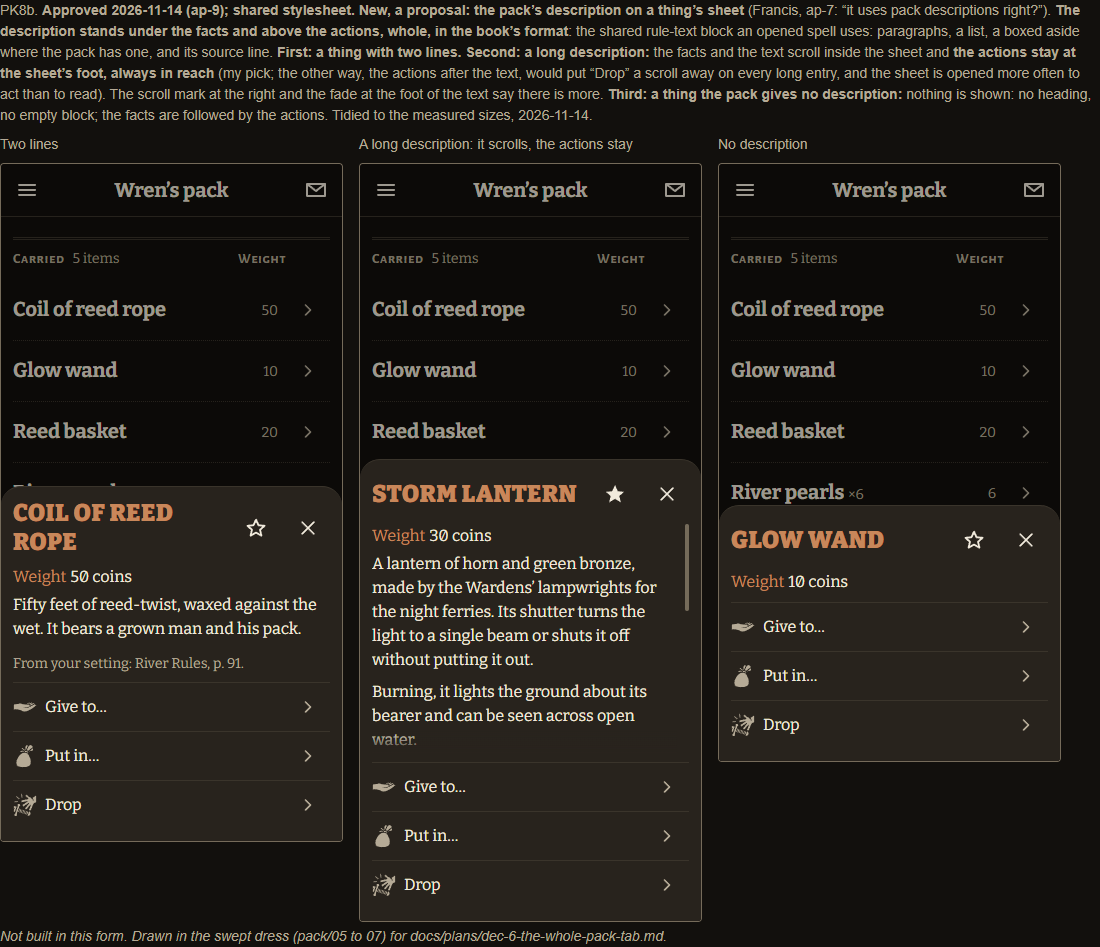 PK8b. Approved 2026-11-14 (ap-9); shared stylesheet. New, a proposal: the pack’s description on a thing’s sheet (Francis, ap-7: “it uses pack descriptions right?”). The
description stands under the facts and above the actions, whole, in the book’s format: the shared rule-text block an opened spell uses: paragraphs, a list, a boxed aside
where the pack has one, and its source line. First: a thing with two lines. Second: a long description: the facts and the text scroll inside the sheet and the actions stay at
the sheet’s foot, always in reach (my pick; the other way, the actions after the text, would put “Drop” a scroll away on every long entry, and the sheet is opened more often to
act than to read). The scroll mark at the right and the fade at the foot of the text say there is more. Third: a thing the pack gives no description: nothing is shown: no heading,
no empty block; the facts are followed by the actions. Tidied to the measured sizes, 2026-11-14.
Two lines
Wren’s pack
CARRIED 5 items WEIGHT
Coil of reed rope 50
Glow wand 10
Reed basket 20
COIL OF REED
ROPE
Weight 50 coins
Fifty feet of reed-twist, waxed against the
wet. It bears a grown man and his pack.
From your setting: River Rules, p. 91.
Give to...
Put in...
Drop
A long description: it scrolls, the actions stay
Wren’s pack
CARRIED 5 items WEIGHT
Coil of reed rope 50
Glow wand 10
Reed basket 20
STORM LANTERN
Weight 30 coins
A lantern of horn and green bronze,
made by the Wardens’ lampwrights for
the night ferries. Its shutter turns the
light to a single beam or shuts it off
without putting it out.
Burning, it lights the ground about its
bearer and can be seen across open
water.
Give to...
Put in...
Drop
No description
Wren’s pack
CARRIED 5 items WEIGHT
Coil of reed rope 50
Glow wand 10
Reed basket 20
River pearls ×6 6
GLOW WAND
Weight 10 coins
Give to...
Put in...
Drop
Not built in this form. Drawn in the swept dress (pack/05 to 07) for docs/plans/dec-6-the-whole-pack-tab.md.